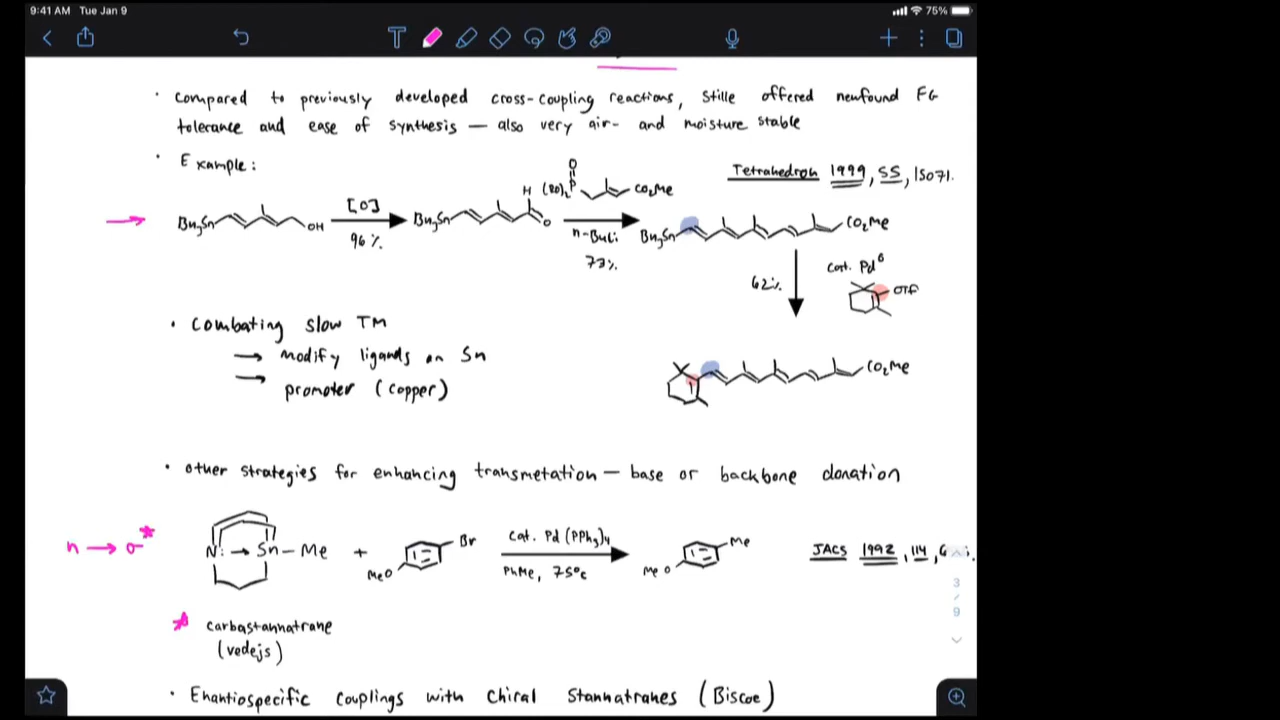 9:41 AM Tue Jan 9
75%
• compared to previously developed cross-coupling reactions, Stille offered newfound FG
tolerance and ease of synthesis — also very air- and moisture stable
• Example:
Tetrahedron 1999, 55, 15071.
O
H (RO)₂P CO₂Me
Bu₃Sn OH [O] Bu₃Sn O n-BuLi Bu₃Sn CO₂Me
96% 77%
62% cat. Pd⁰
OTf
• Combating slow TM
→ modify ligands on Sn
→ promoter (copper)
CO₂Me
• other strategies for enhancing transmetation — base or backbone donation
n → σ* N: → Sn — Me + MeO Br cat. Pd(PPh₃)₄ MeO Me JACS 1992, 114,
PhMe, 75°C
3
/
9
* carbastannatrane
(vedejs)
• Enantiospecific couplings with chiral stannatranes (Biscoe)